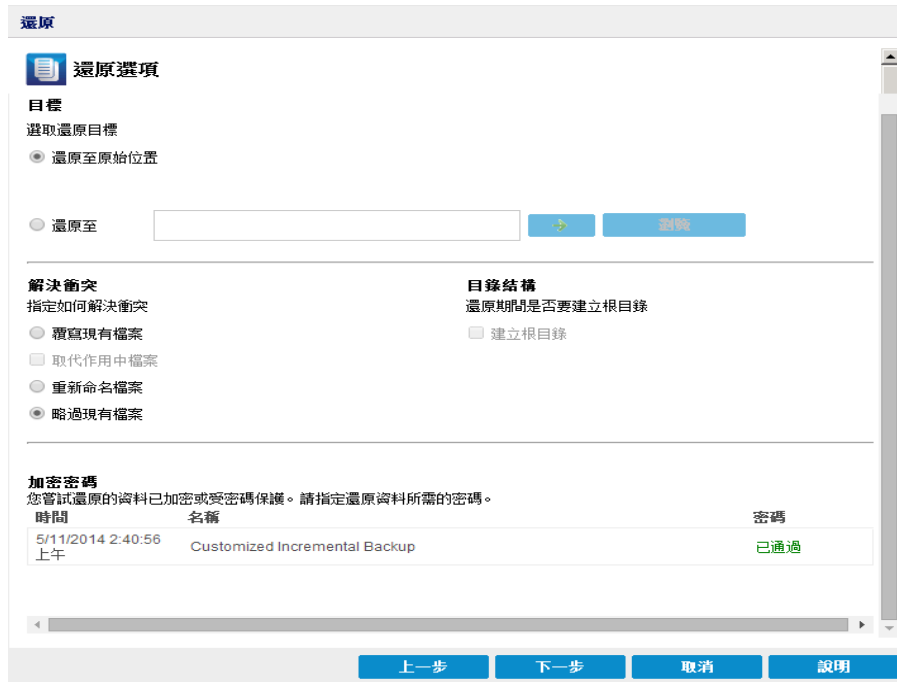 還原
還原選項
目標
選取還原目標
還原至原始位置
還原至
瀏覽
解決衝突
指定如何解決衝突
覆寫現有檔案
取代作用中檔案
重新命名檔案
略過現有檔案
目錄結構
還原期間是否要建立根目錄
建立根目錄
加密密碼
您嘗試還原的資料已加密或受密碼保護。請指定還原資料所需的密碼。
時間 名稱 密碼
5/11/2014 2:40:56 上午 Customized Incremental Backup 已通過
上一步 下一步 取消 說明